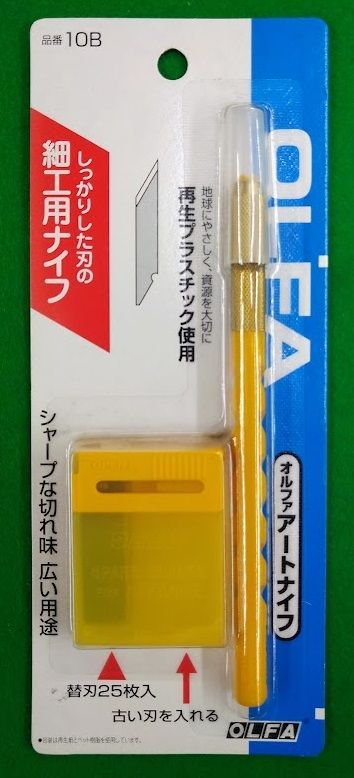 品番 10B
OLFA
しっかりした刃の
細工用ナイフ
地球にやさしく、資源を大切に
再生プラスチック使用
オルファ アートナイフ
シャープな切れ味 広い用途
替刃25枚入
古い刃を入れる
OLFA